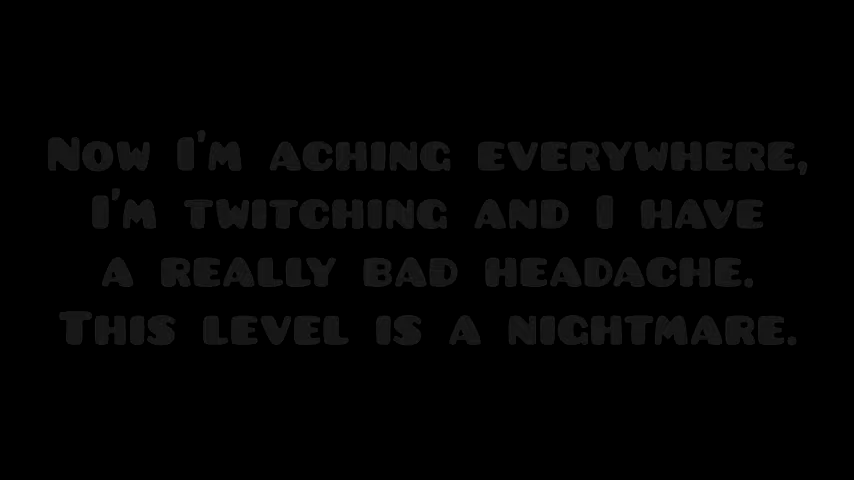 Now I'm aching everywhere,
I'm twitching and I have
a really bad headache.
This level is a nightmare.